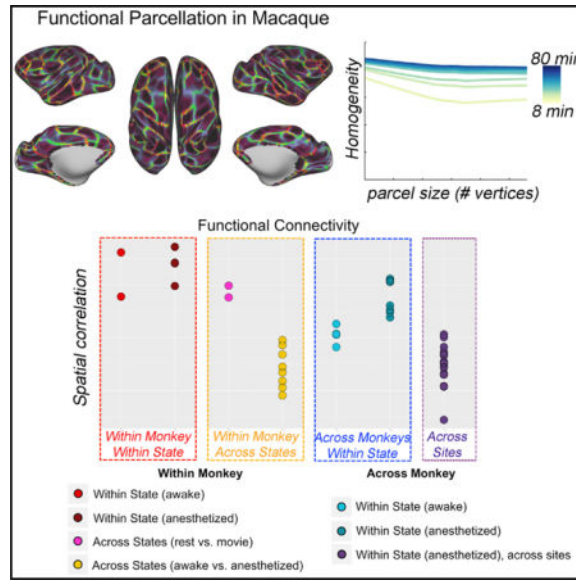 Functional Parcellation in Macaque
Homogeneity
80 min
8 min
parcel size (# vertices)
Functional Connectivity
Spatial correlation
Within Monkey
Within State
Within Monkey
Across States
Across Monkeys
Within State
Across
Sites
Within Monkey
Across Monkey
Within State (awake)
Within State (anesthetized)
Across States (rest vs. movie)
Across States (awake vs. anesthetized)
Within State (awake)
Within State (anesthetized)
Within State (anesthetized), across sites